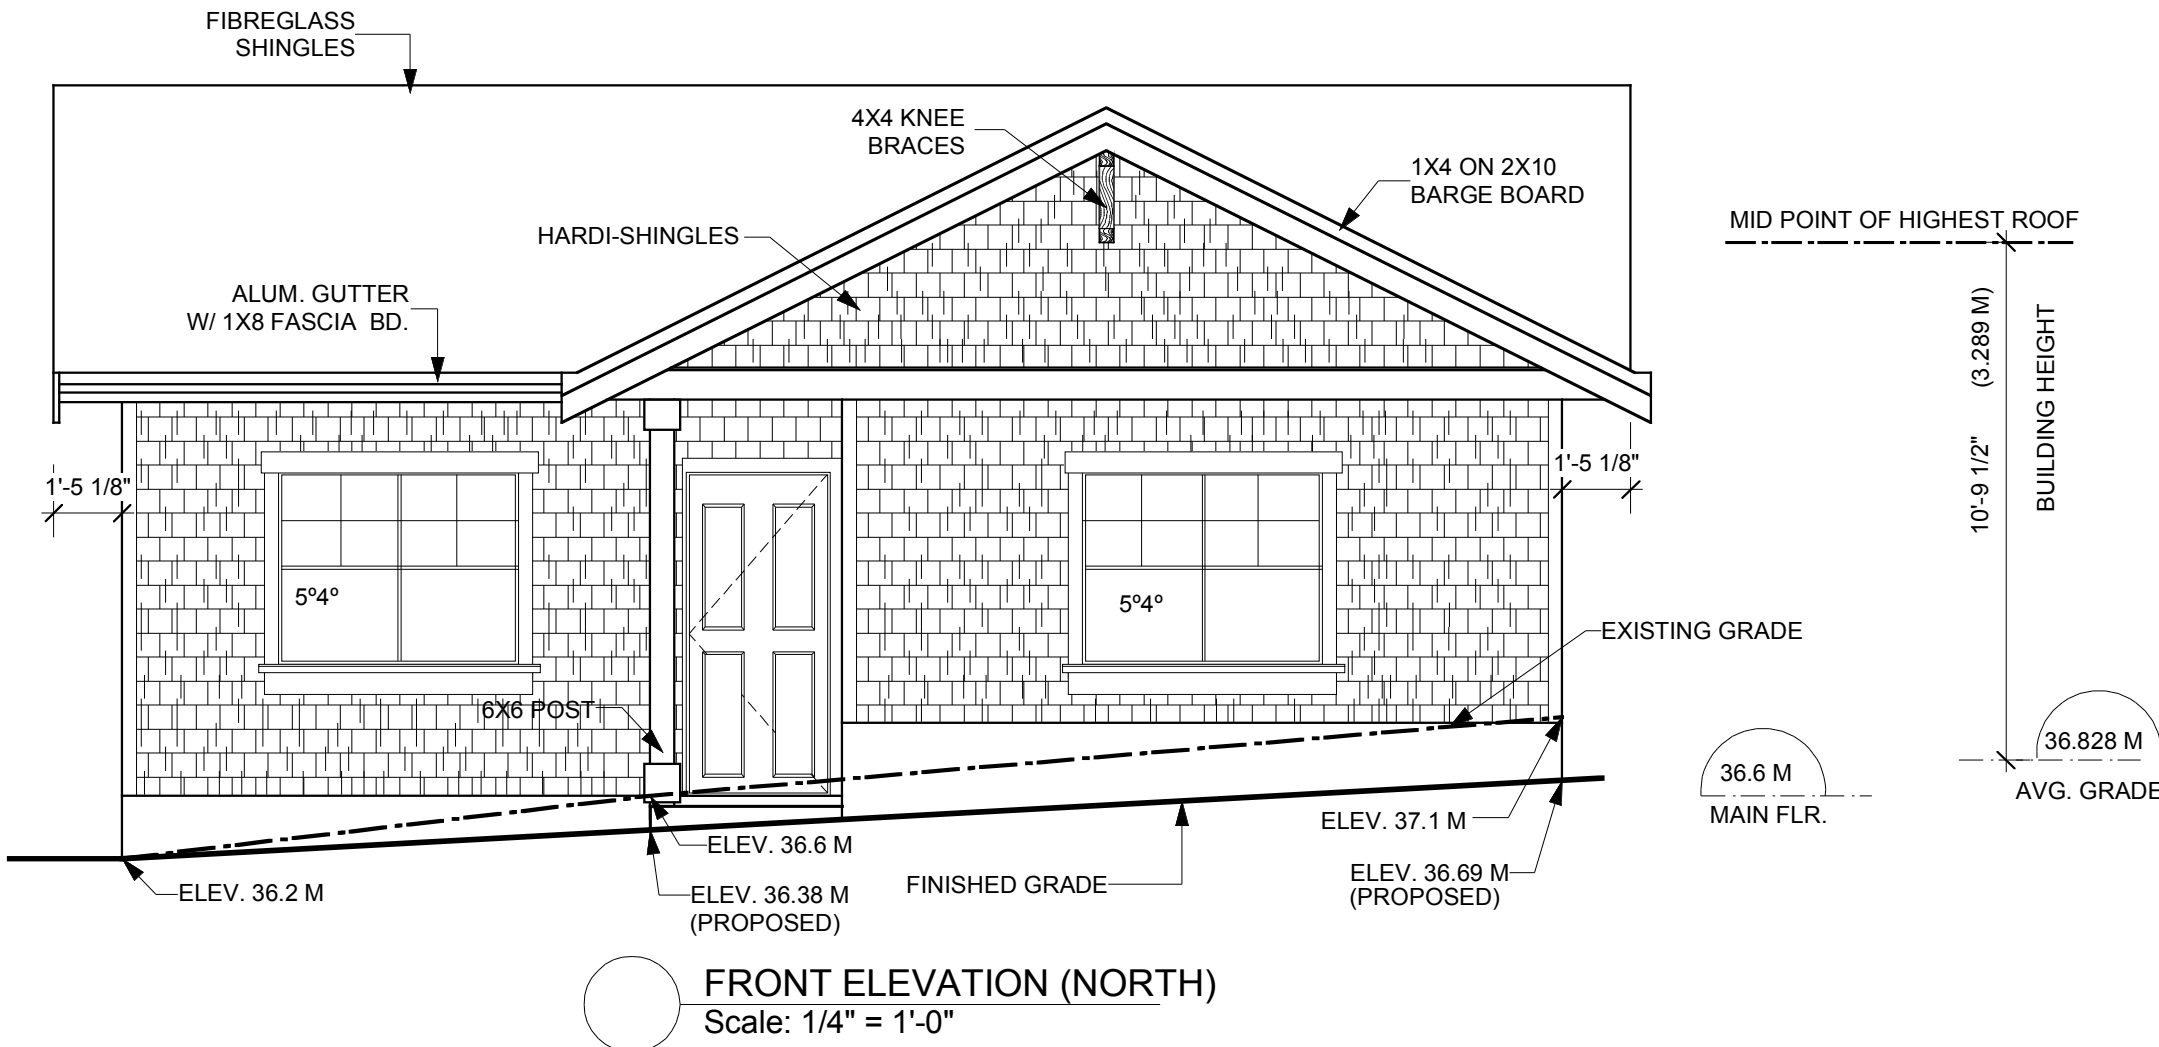 FIBREGLASS
SHINGLES
4X4 KNEE
BRACES
1X4 ON 2X10
BARGE BOARD
MID POINT OF HIGHEST ROOF
HARDI-SHINGLES
ALUM. GUTTER
W/ 1X8 FASCIA BD.
10'-9 1/2" (3.289 M)
BUILDING HEIGHT
1'-5 1/8"
1'-5 1/8"
5º4º
5º4º
EXISTING GRADE
6X6 POST
36.828 M
AVG. GRADE
36.6 M
MAIN FLR.
ELEV. 37.1 M
ELEV. 36.6 M
ELEV. 36.69 M
(PROPOSED)
FINISHED GRADE
ELEV. 36.2 M
ELEV. 36.38 M
(PROPOSED)
FRONT ELEVATION (NORTH)
Scale: 1/4" = 1'-0"